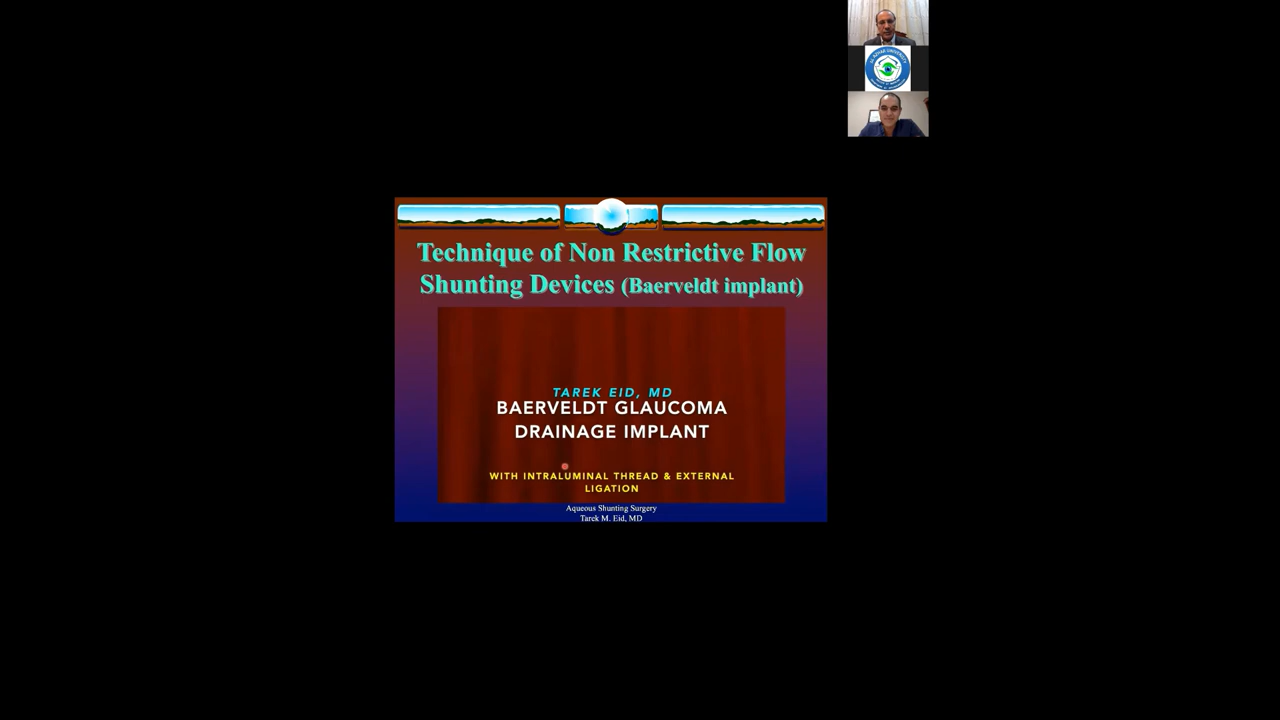 Technique of Non Restrictive Flow
Shunting Devices (Baerveldt implant)
TAREK EID, MD
BAERVELDT GLAUCOMA
DRAINAGE IMPLANT
WITH INTRALUMINAL THREAD & EXTERNAL
LIGATION
Aqueous Shunting Surgery
Tarek M. Eid, MD